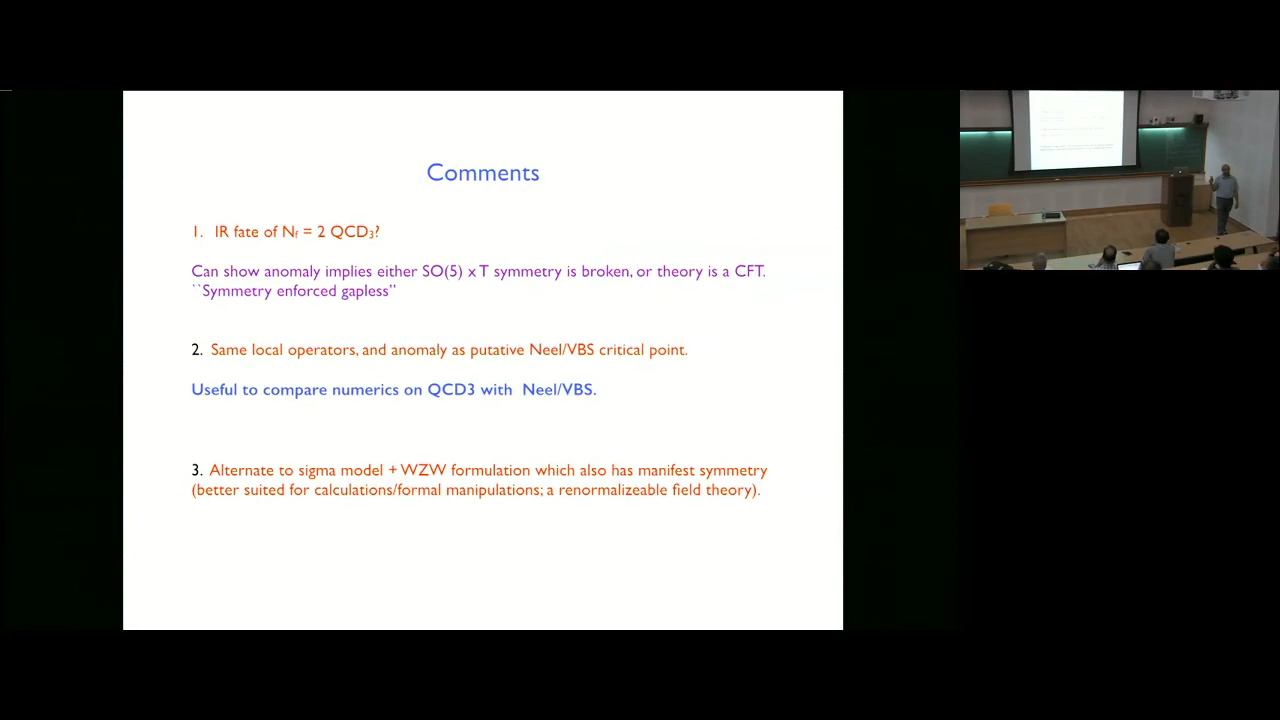 Comments
1. IR fate of Nf = 2 QCD3?
Can show anomaly implies either SO(5) x T symmetry is broken, or theory is a CFT.
``Symmetry enforced gapless''
2. Same local operators, and anomaly as putative Neel/VBS critical point.
Useful to compare numerics on QCD3 with Neel/VBS.
3. Alternate to sigma model + WZW formulation which also has manifest symmetry
(better suited for calculations/formal manipulations; a renormalizeable field theory).